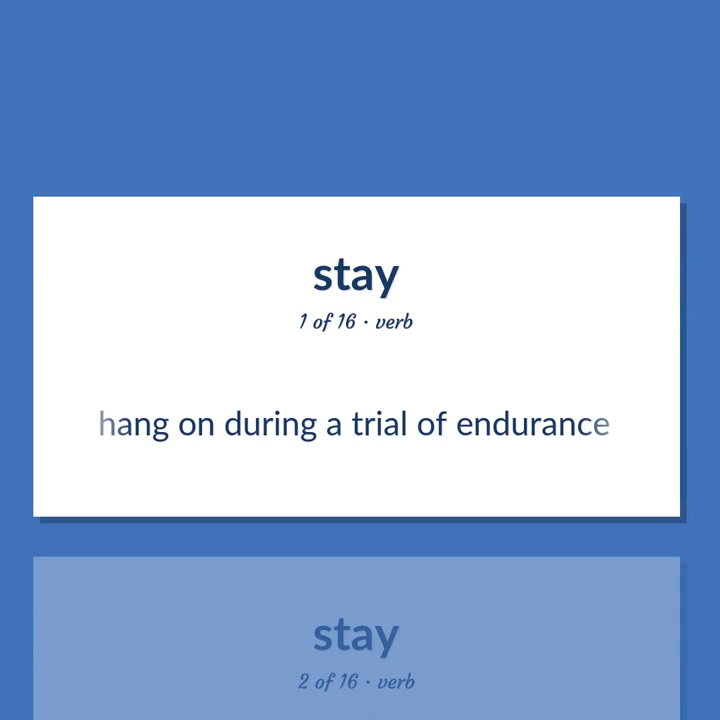 stay
1 of 16 · verb
hang on during a trial of endurance
stay
2 of 16 · verb